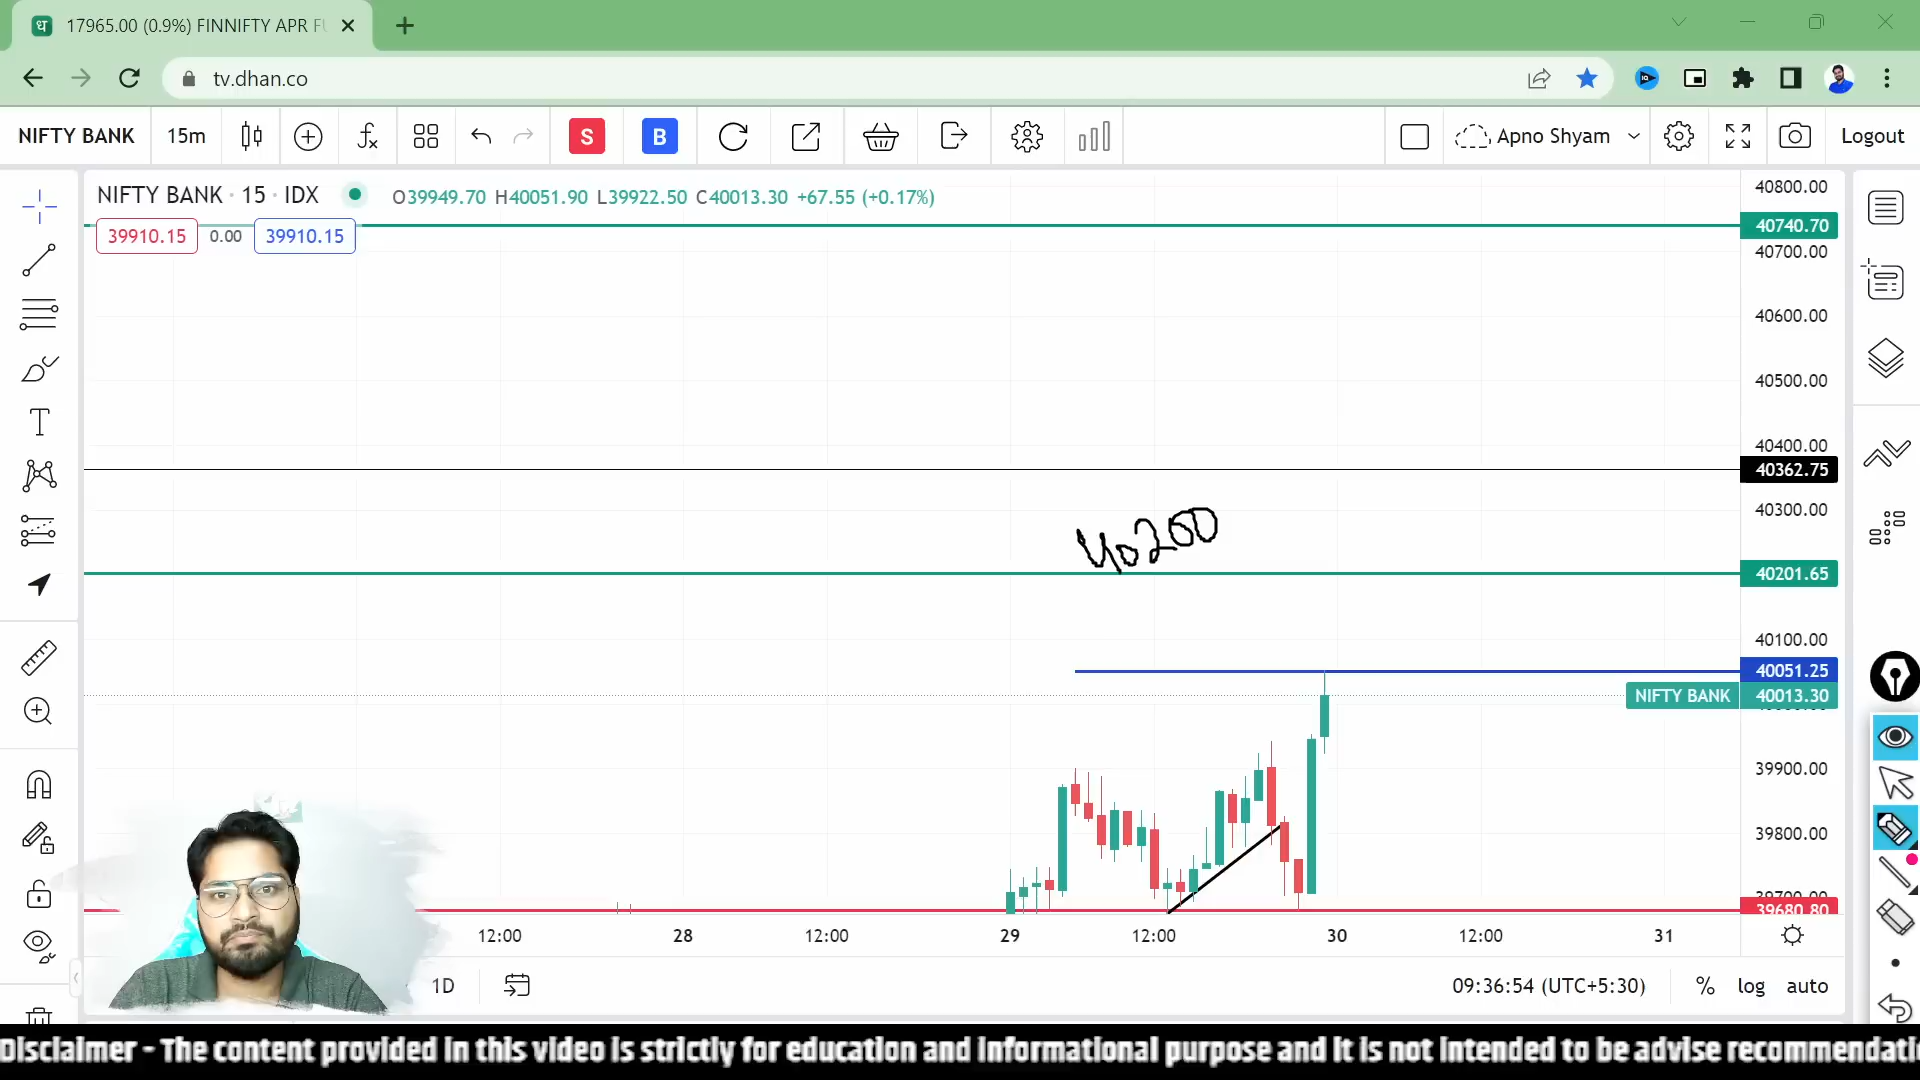 ध 17965.00 (0.9%) FINNIFTY APR FU
tv.dhan.co
NIFTY BANK 15m S B Apno Shyam Logout
NIFTY BANK · 15 · IDX O39949.70 H40051.90 L39922.50 C40013.30 +67.55 (+0.17%)
39910.15 0.00 39910.15
40800.00
40740.70
40700.00
40600.00
40500.00
40400.00
40362.75
40300.00
40200
40201.65
40100.00
40051.25
NIFTY BANK 40013.30
39900.00
39800.00
39700.00
39680.80
12:00 28 12:00 29 12:00 30 12:00 31
1D 09:36:54 (UTC+5:30) % log auto
Disclaimer - The content provided in this video is strictly for education and informational purpose and it is not intended to be advise recommendati